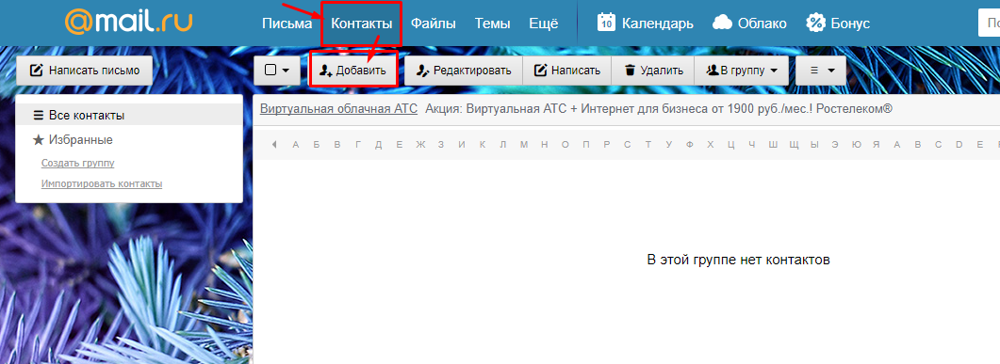 @mail.ru Письма Контакты Файлы Темы Ещё 10 Календарь Облако % Бонус
Написать письмо Добавить Редактировать Написать Удалить В группу
Все контакты
Избранные
Создать группу
Импортировать контакты
Виртуальная облачная АТС Акция: Виртуальная АТС + Интернет для бизнеса от 1900 руб./мес.! Ростелеком®
А Б В Г Д Е Ж З И К Л М Н О П Р С Т У Ф Х Ц Ч Ш Щ Ы Э Ю Я A B C D E
В этой группе нет контактов